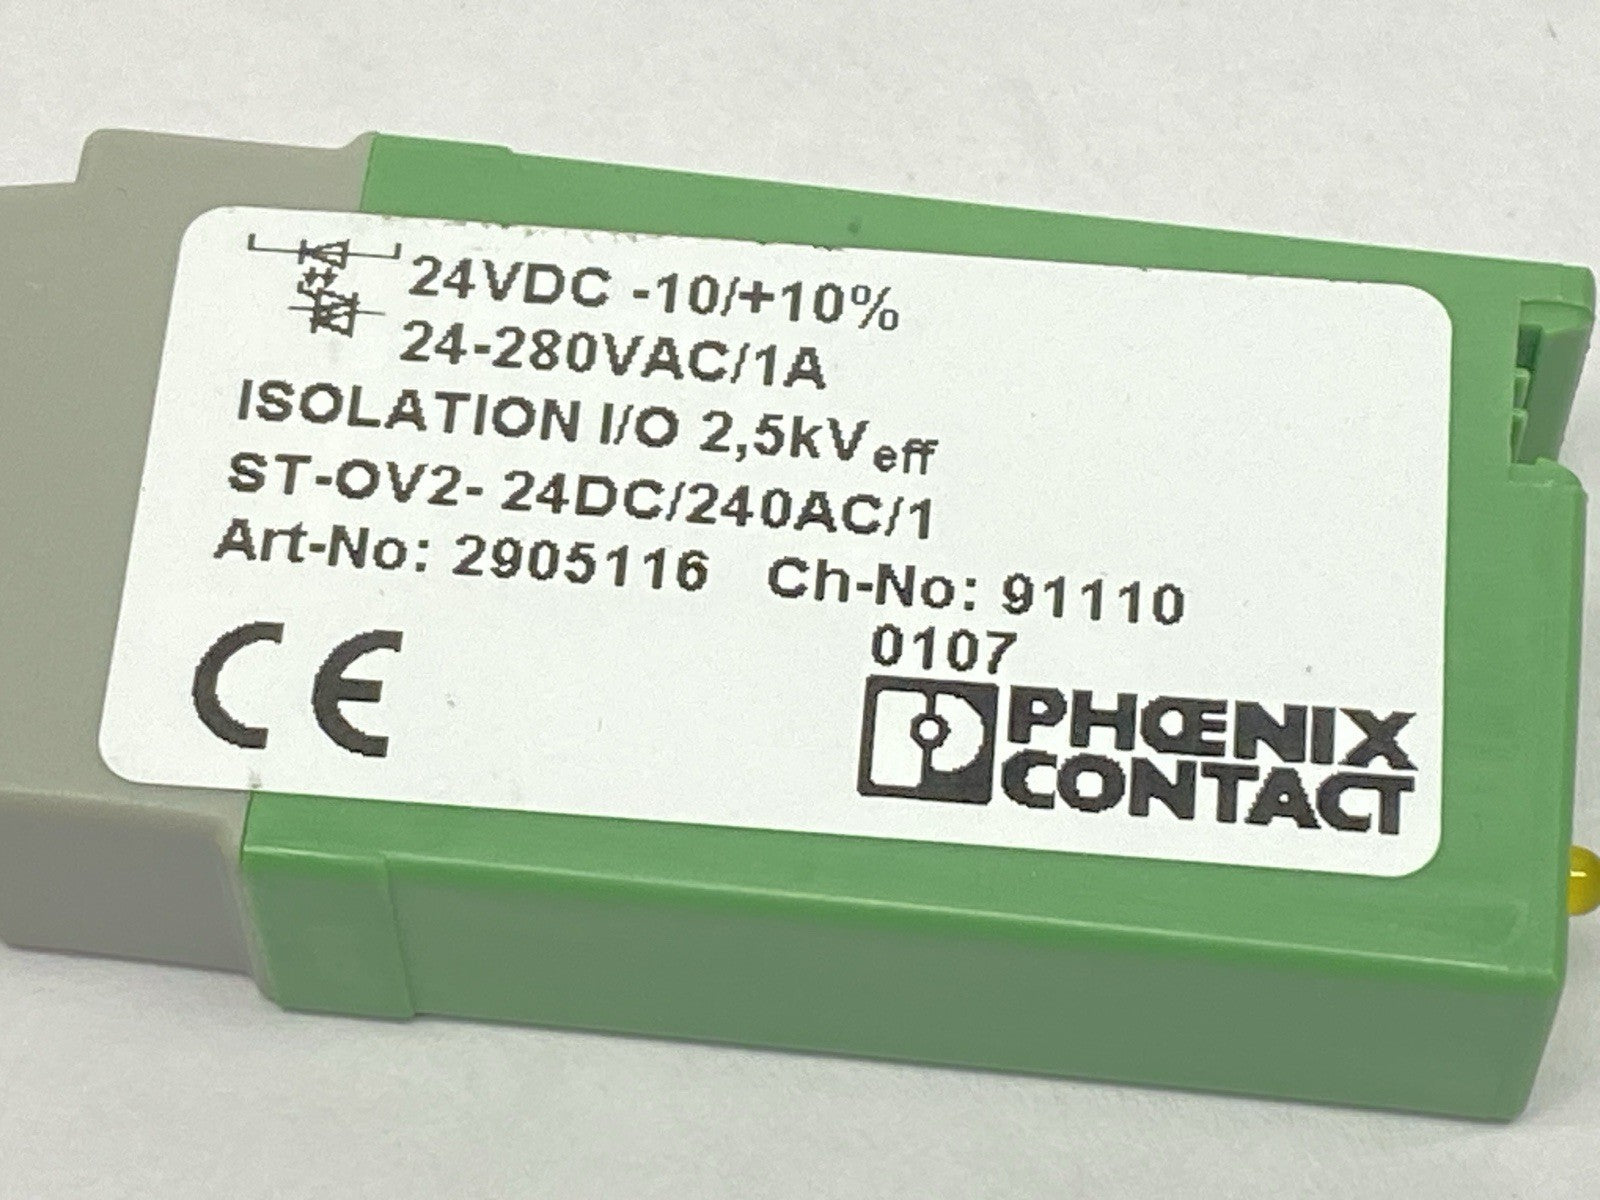 24VDC -10/+10%
24-280VAC/1A
ISOLATION I/O 2,5kVeff
ST-OV2- 24DC/240AC/1
Art-No: 2905116 Ch-No: 91110
0107
CE
PHŒNIX
CONTACT